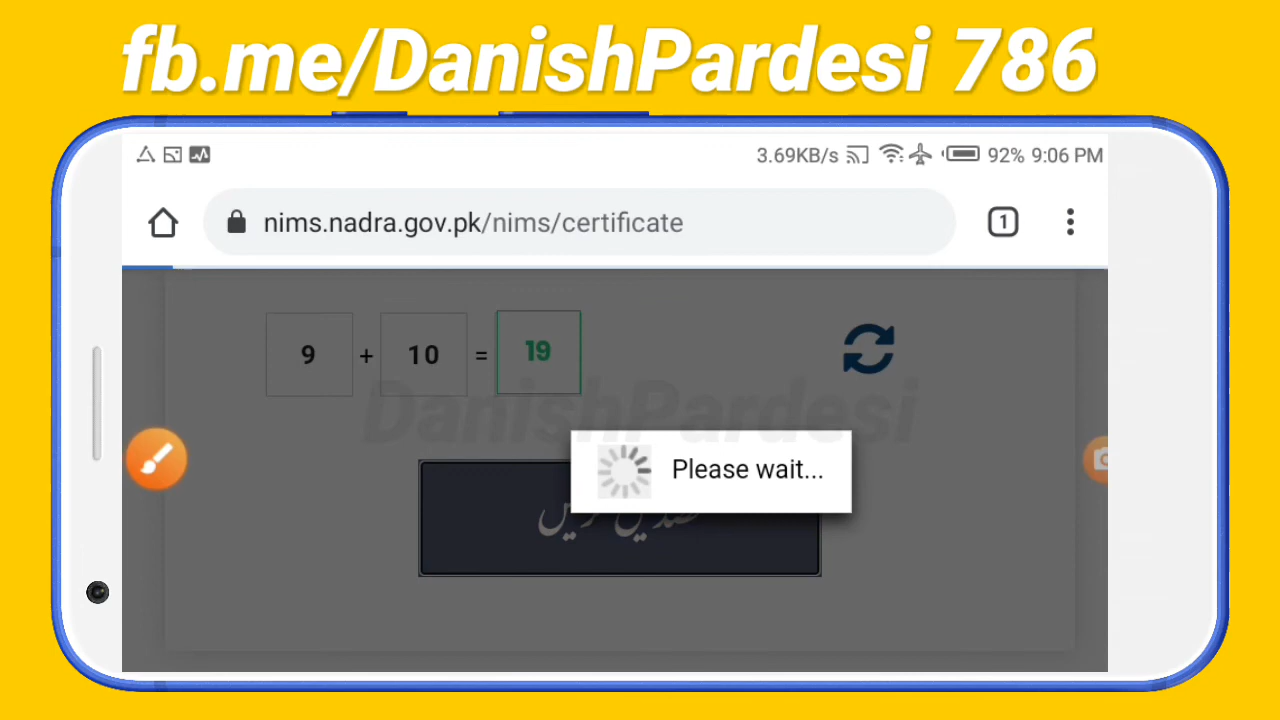 fb.me/DanishPardesi 786
3.69KB/s 92% 9:06 PM
nims.nadra.gov.pk/nims/certificate 1
9 + 10 = 19
DanishPardesi
Please wait...